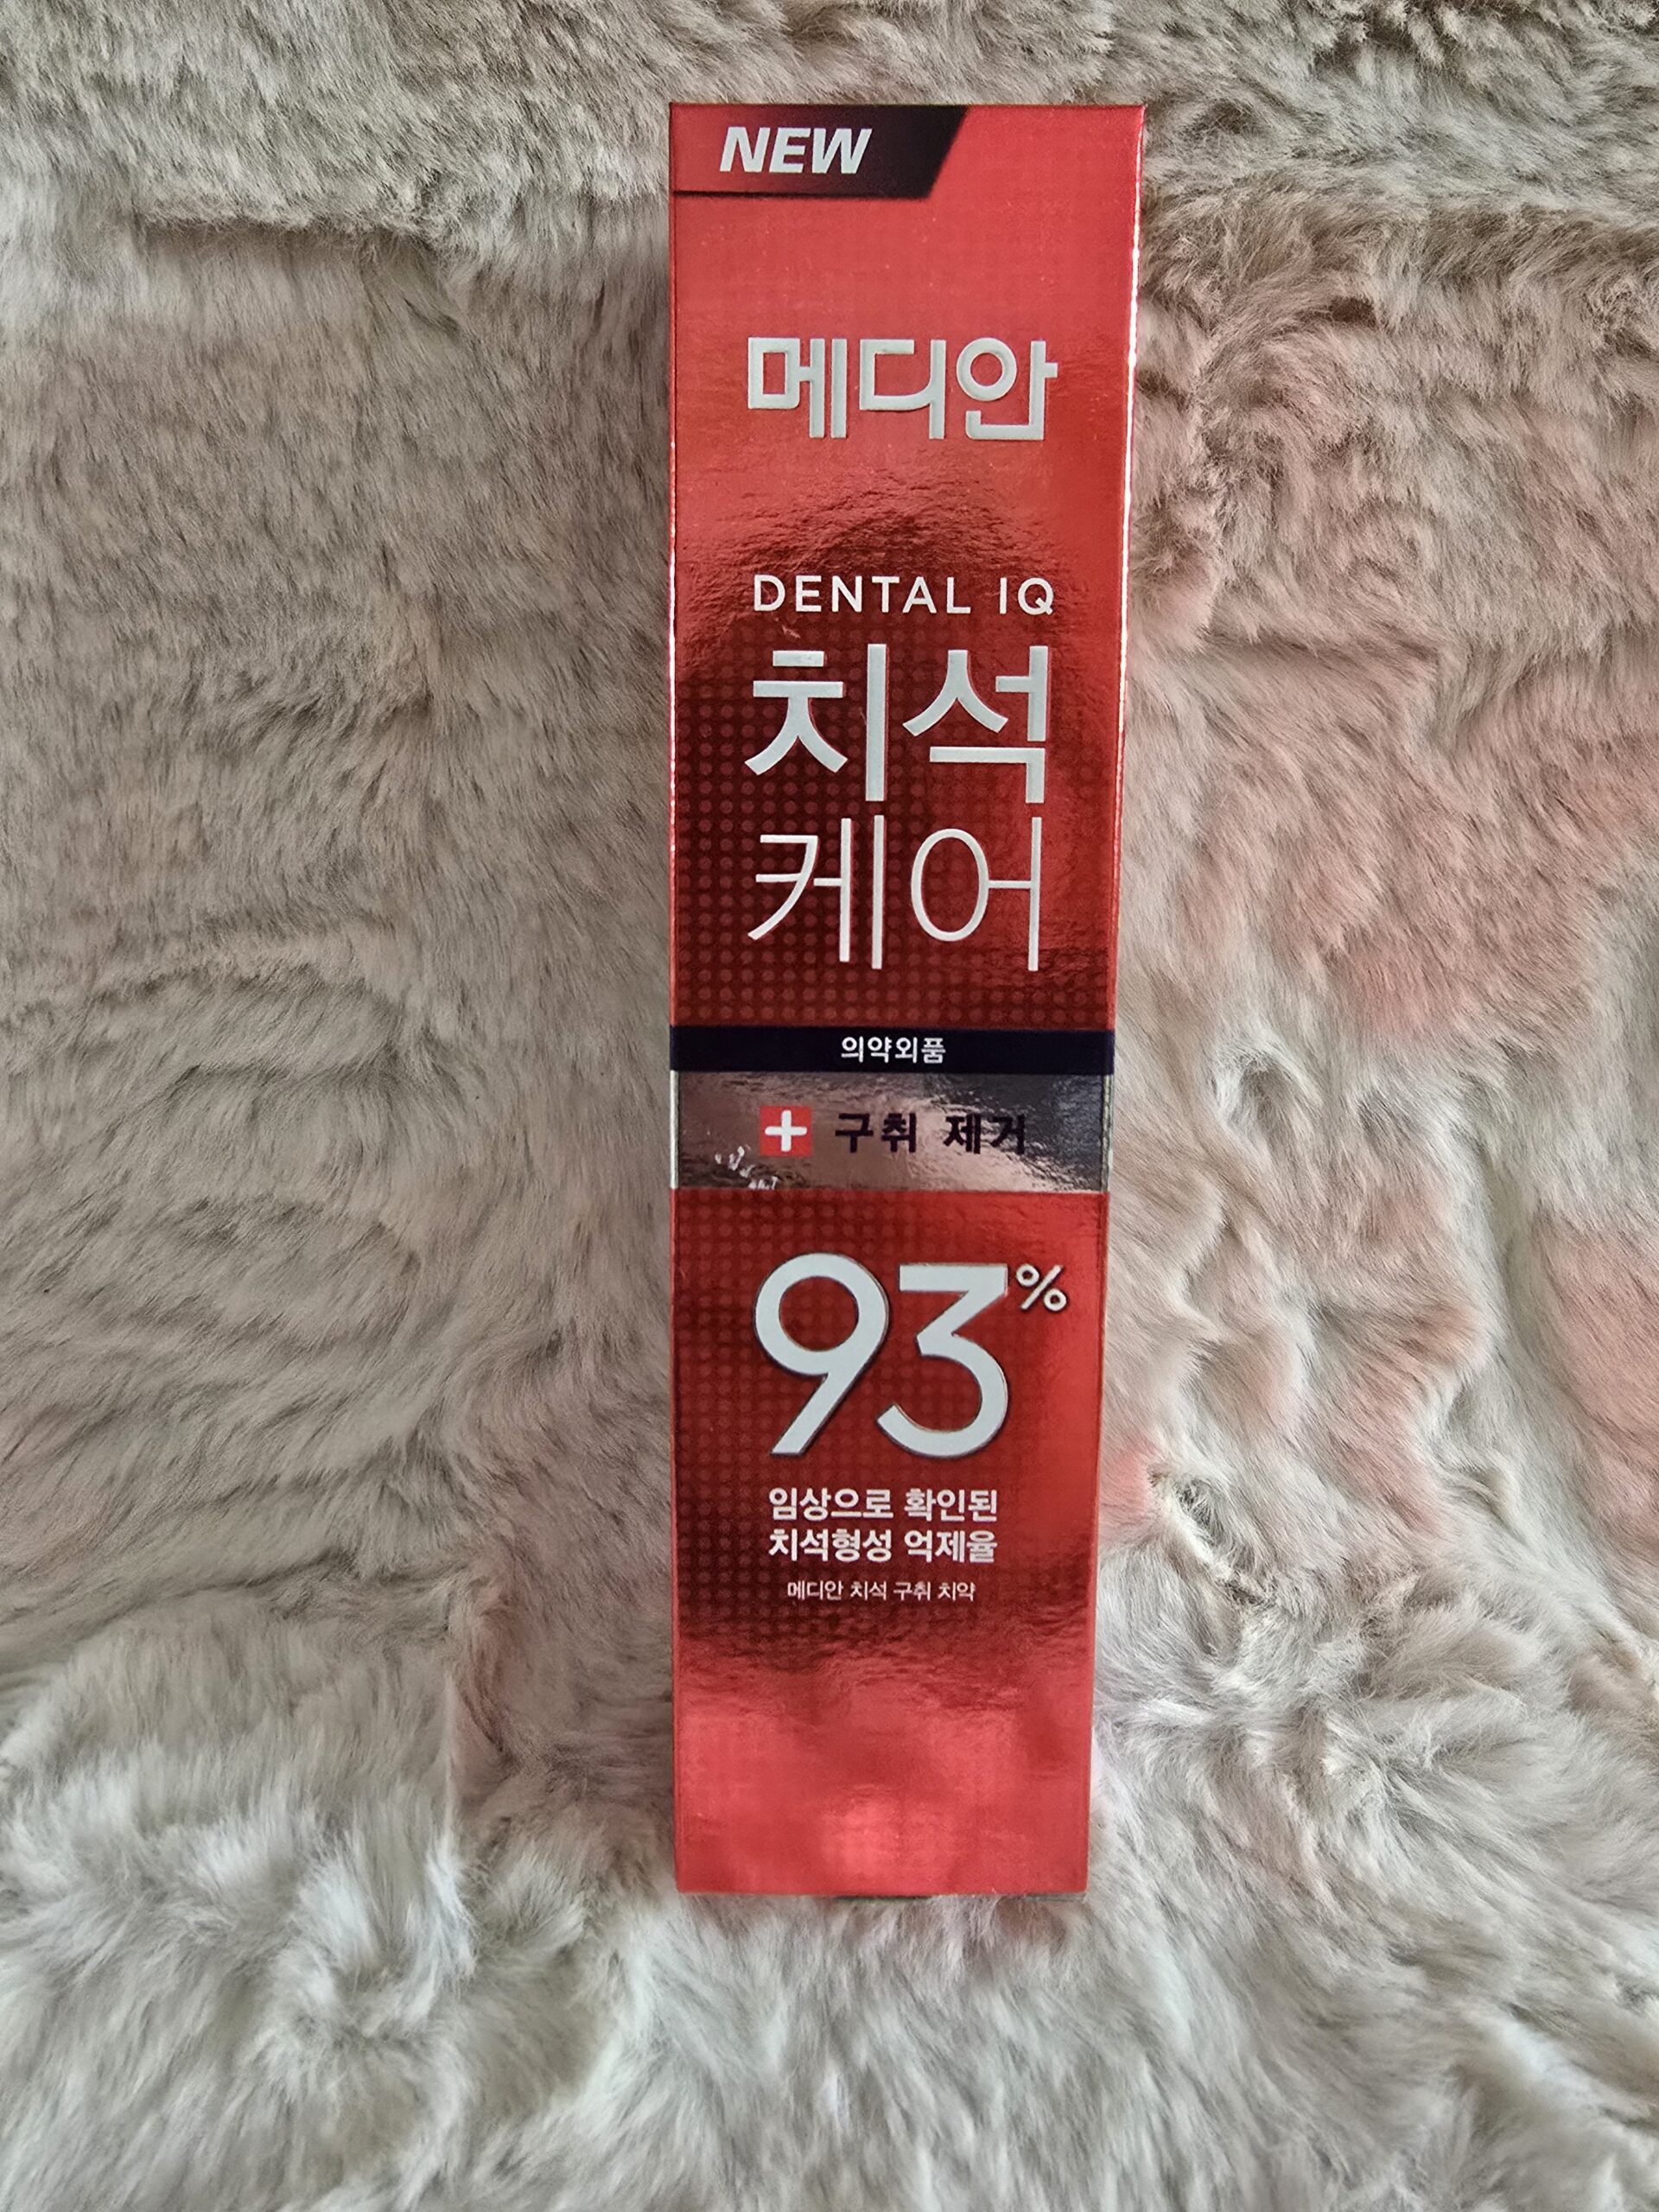 NEW
메디안
DENTAL IQ
치석
케어
의약외품
구취 제거
93%
임상으로 확인된
치석형성 억제율
메디안 치석 구취 치약